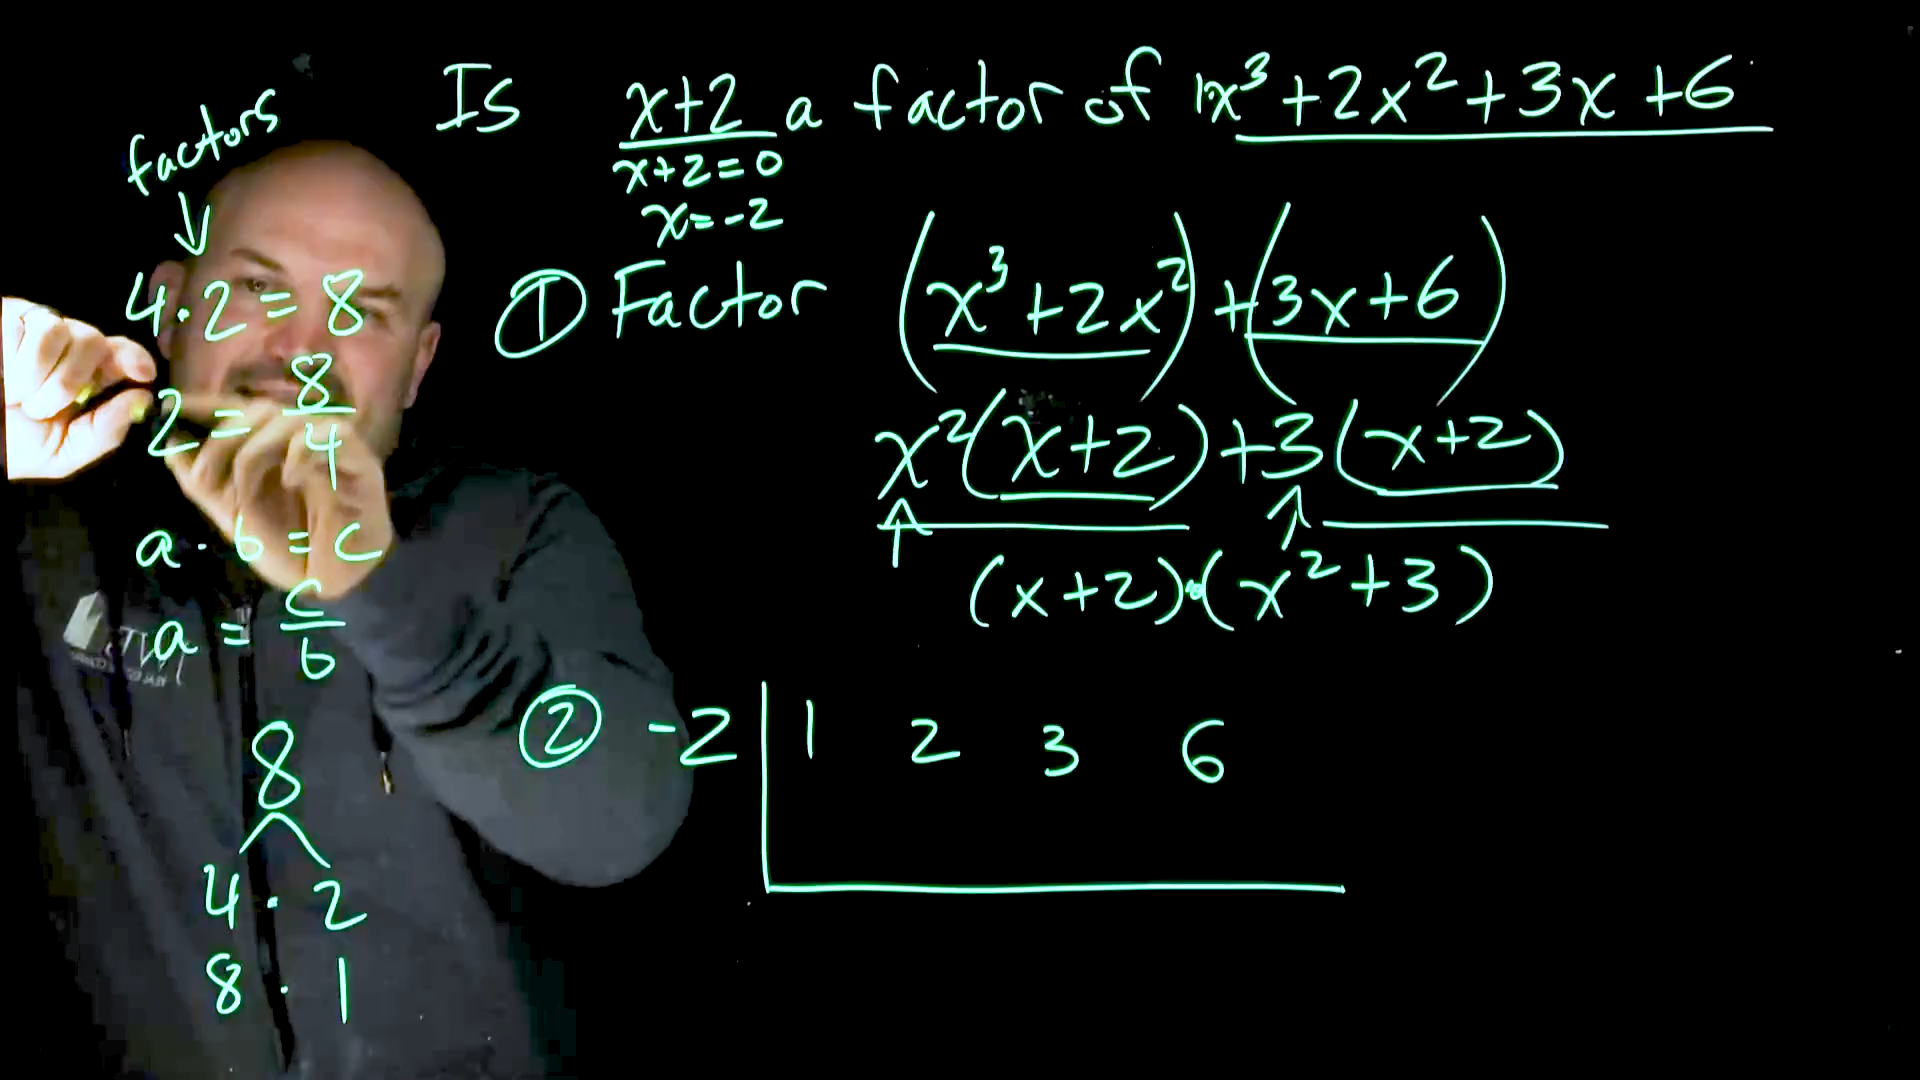 Is x+2 a factor of 1x³+2x²+3x+6
x+2=0
x=-2
factors
↓
4·2=8
2=8/4
a·b=c
a=c/b
8
4·2
8·1
① Factor (x³+2x²)+(3x+6)
x²(x+2)+3(x+2)
(x+2)·(x²+3)
② -2 | 1 2 3 6